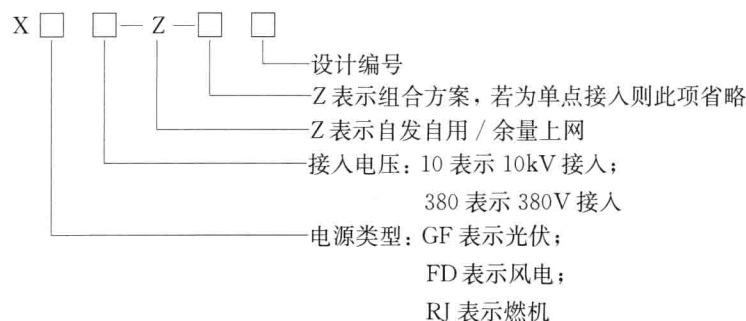 X□ □—Z—□ □
设计编号
Z 表示组合方案，若为单点接入则此项省略
Z 表示自发自用 / 余量上网
接入电压：10 表示 10kV 接入；
380 表示 380V 接入
电源类型：GF 表示光伏；
FD 表示风电；
RJ 表示燃机